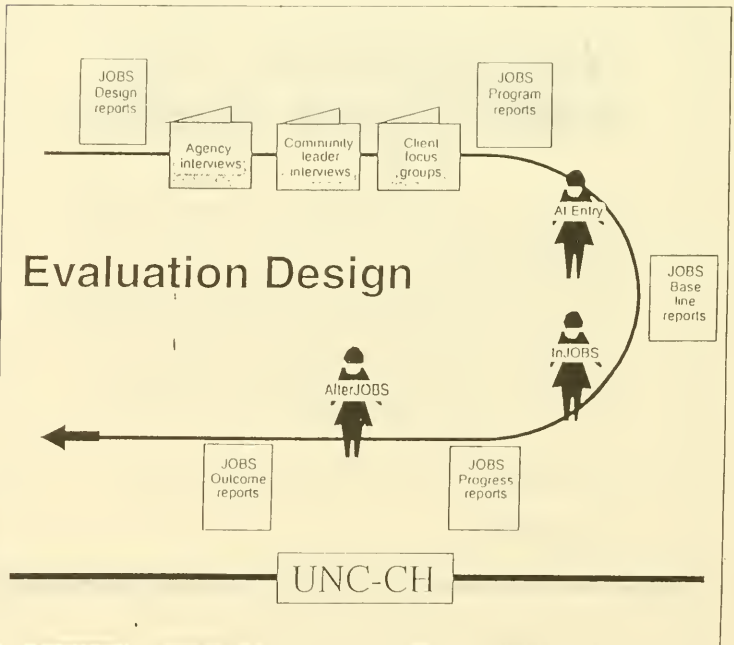 JOBS
Design
reports
Agency
interviews
Community
leader
interviews
Client
focus
groups
JOBS
Program
reports
At Entry
JOBS
Base
line
reports
Evaluation Design
InJOBS
AfterJOBS
JOBS
Outcome
reports
JOBS
Progress
reports
UNC-CH